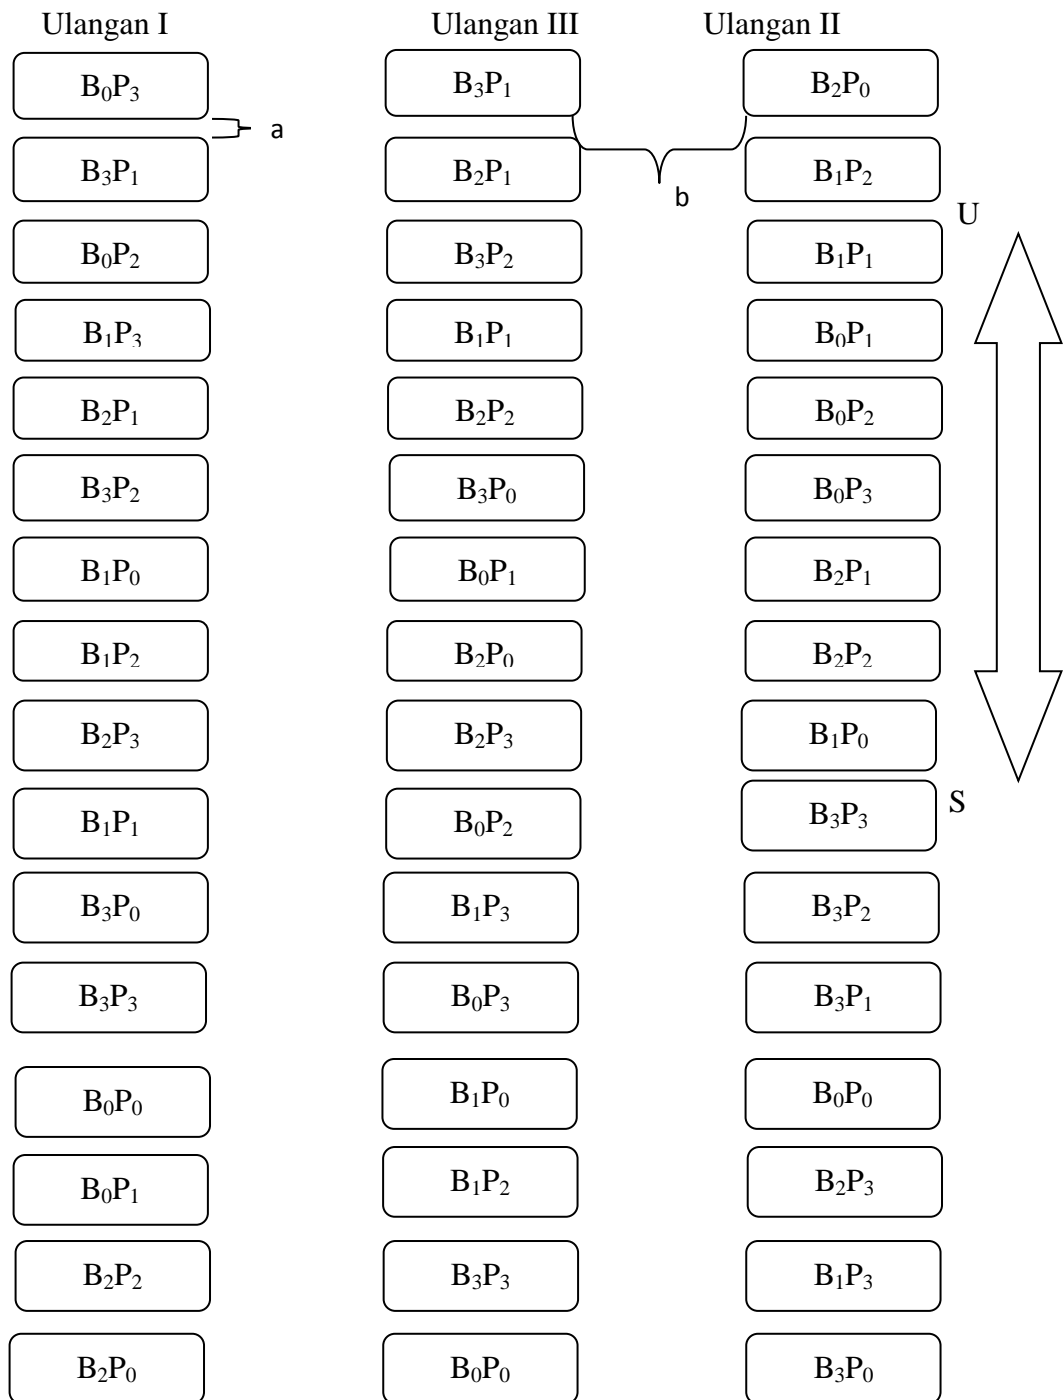 Ulangan I Ulangan III Ulangan II
B₀P₃ B₃P₁ B₂P₀
a
B₃P₁ B₂P₁ B₁P₂
b
U
B₀P₂ B₃P₂ B₁P₁
B₁P₃ B₁P₁ B₀P₁
B₂P₁ B₂P₂ B₀P₂
B₃P₂ B₃P₀ B₀P₃
B₁P₀ B₀P₁ B₂P₁
B₁P₂ B₂P₀ B₂P₂
B₂P₃ B₂P₃ B₁P₀
B₁P₁ B₀P₂ B₃P₃ S
B₃P₀ B₁P₃ B₃P₂
B₃P₃ B₀P₃ B₃P₁
B₀P₀ B₁P₀ B₀P₀
B₀P₁ B₁P₂ B₂P₃
B₂P₂ B₃P₃ B₁P₃
B₂P₀ B₀P₀ B₃P₀